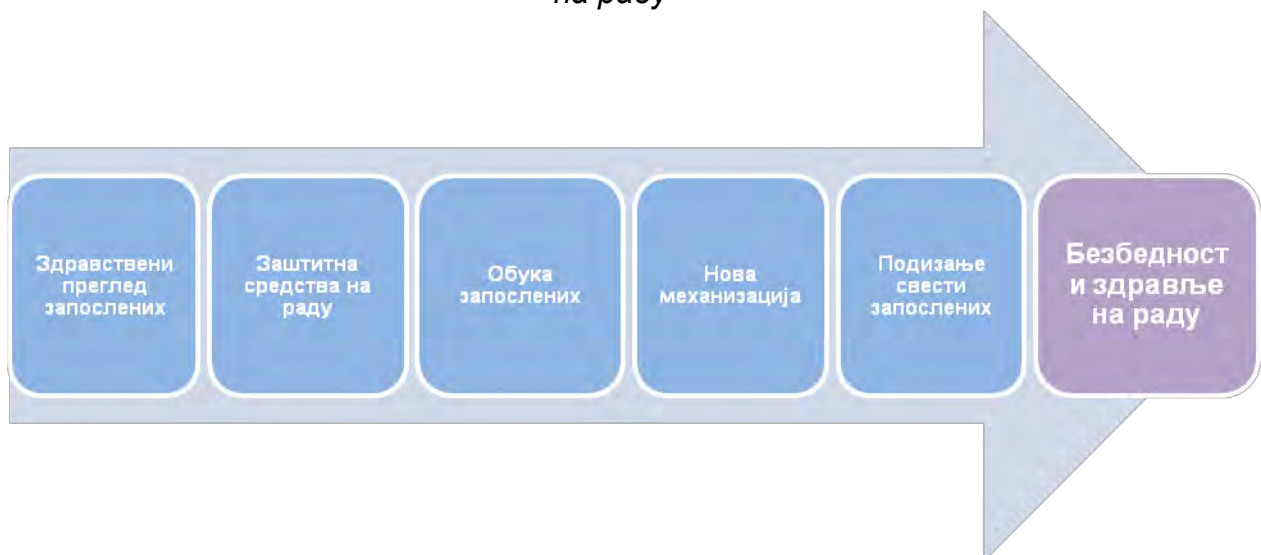 на раду
Здравствени
преглед
запослених
Заштитна
средства на
раду
Обука
запослених
Нова
механизација
Подизање
свести
запослених
Безбедност
и здравље
на раду